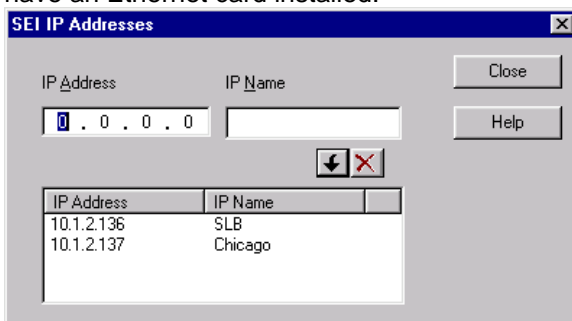 have an Ethernet card installed.
SEI IP Addresses
IP Address IP Name Close
0 . 0 . 0 . 0 Help
IP Address IP Name
10.1.2.136 SLB
10.1.2.137 Chicago